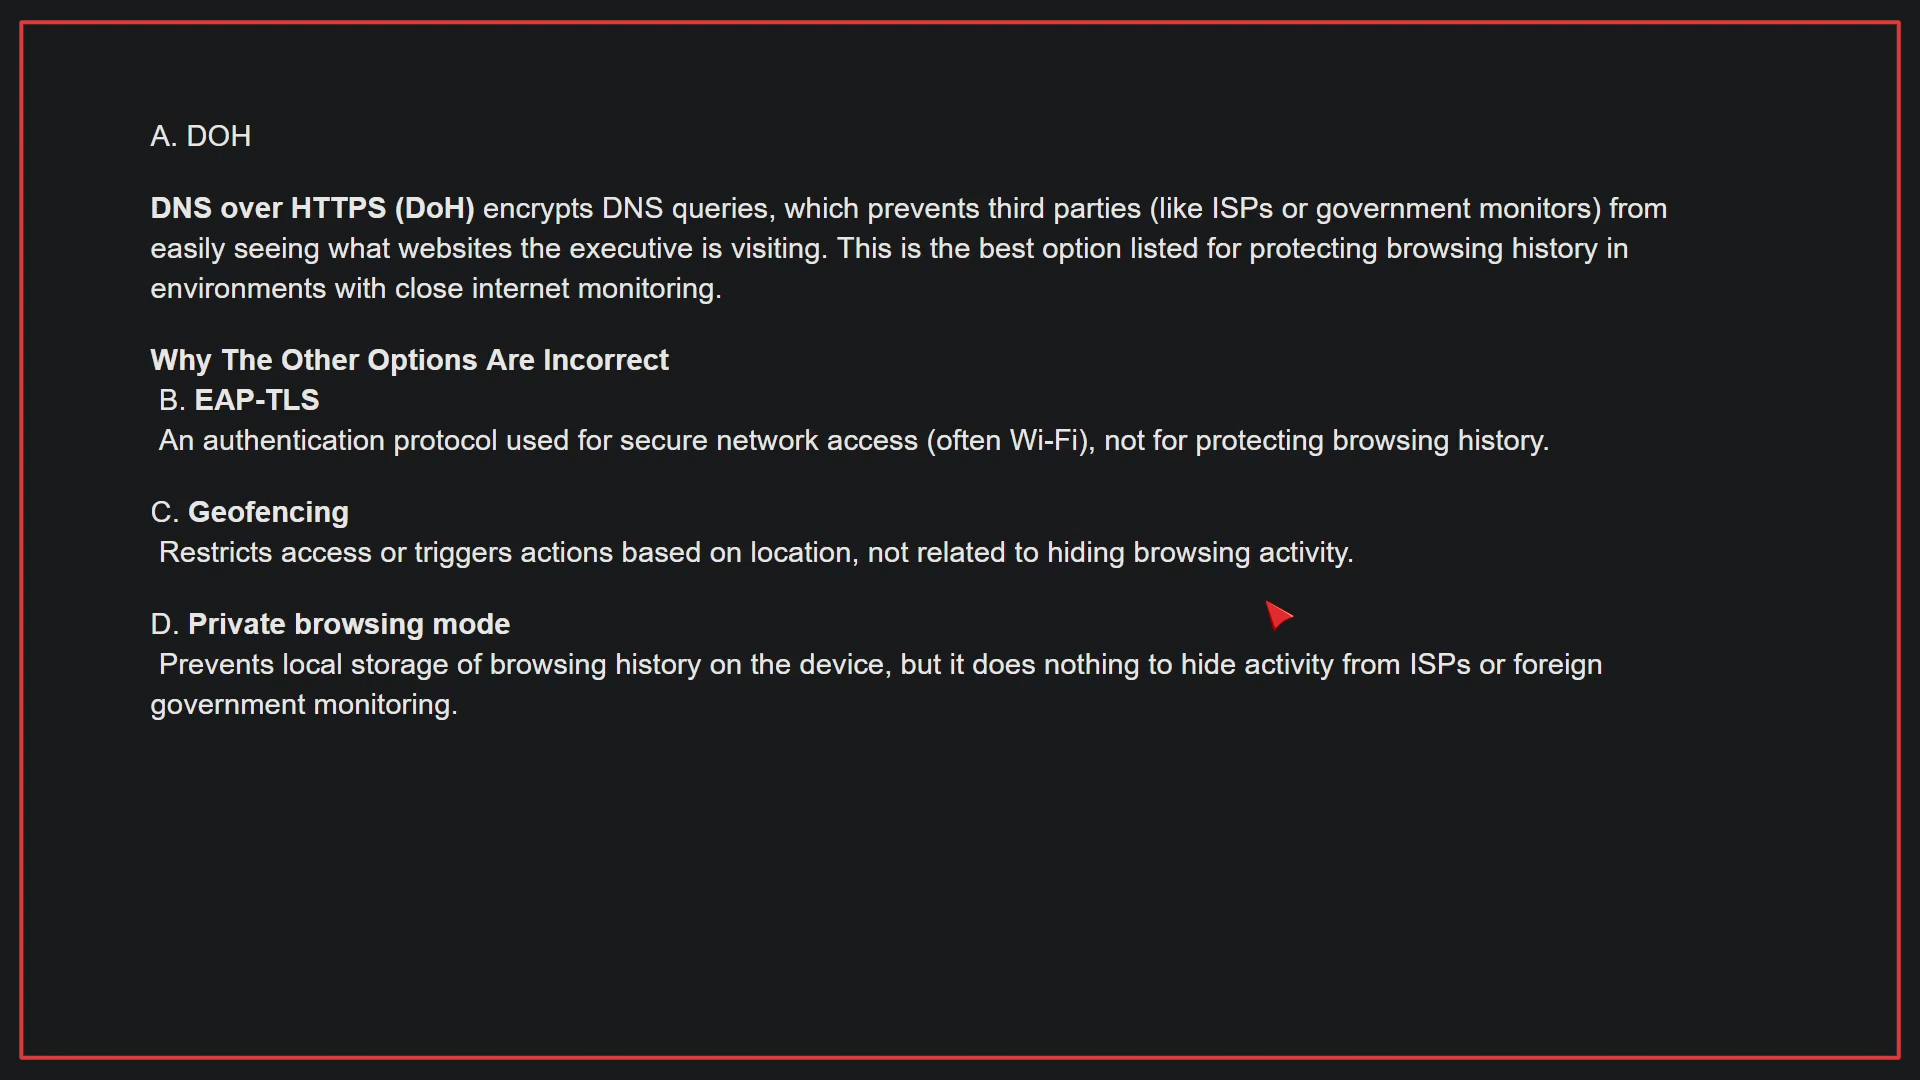 A. DOH
DNS over HTTPS (DoH) encrypts DNS queries, which prevents third parties (like ISPs or government monitors) from
easily seeing what websites the executive is visiting. This is the best option listed for protecting browsing history in
environments with close internet monitoring.
Why The Other Options Are Incorrect
B. EAP-TLS
An authentication protocol used for secure network access (often Wi-Fi), not for protecting browsing history.
C. Geofencing
Restricts access or triggers actions based on location, not related to hiding browsing activity.
D. Private browsing mode
Prevents local storage of browsing history on the device, but it does nothing to hide activity from ISPs or foreign
government monitoring.